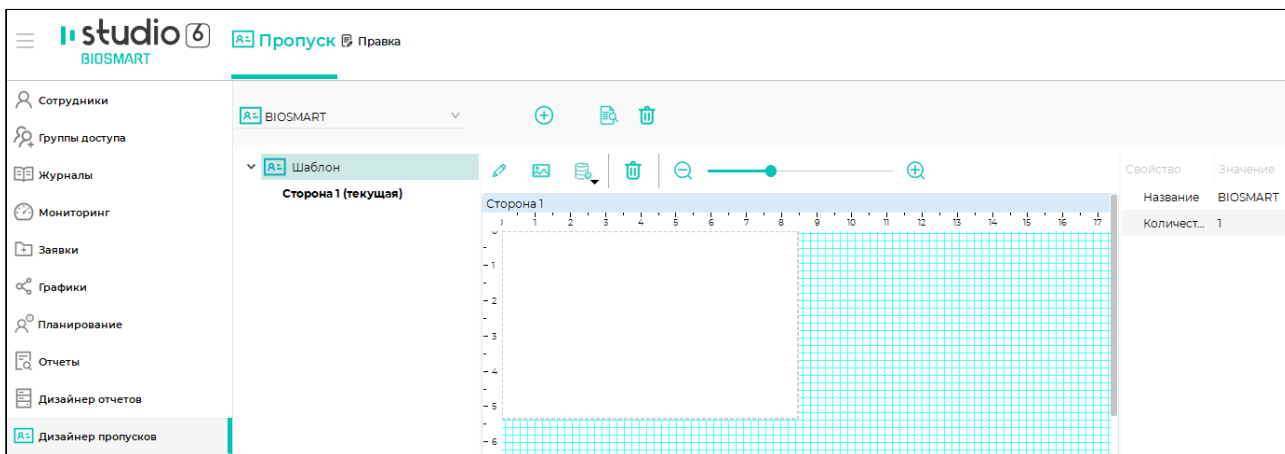 studio 6
BIOSMART
Пропуск Правка
Сотрудники
Группы доступа
Журналы
Мониторинг
Заявки
Графики
Планирование
Отчеты
Дизайнер отчетов
Дизайнер пропусков
BIOSMART
Шаблон
Сторона 1 (текущая)
Сторона 1
1 2 3 4 5 6 7 8 9 10 11 12 13 14 15 16 17
0
1
2
3
4
5
6
Свойство Значение
Название BIOSMART
Количест... 1